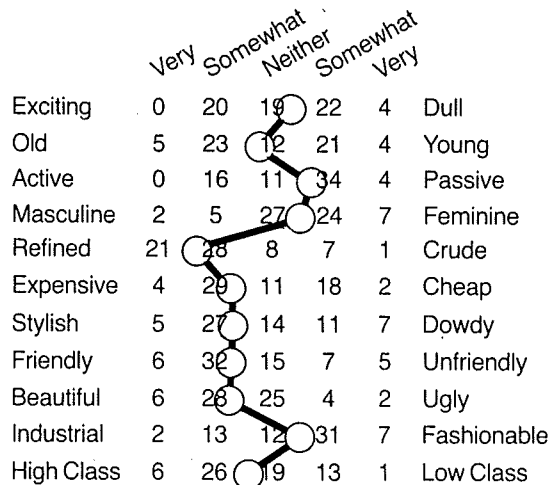 Very Somewhat Neither Somewhat Very
Exciting 0 20 19 22 4 Dull
Old 5 23 12 21 4 Young
Active 0 16 11 34 4 Passive
Masculine 2 5 27 24 7 Feminine
Refined 21 28 8 7 1 Crude
Expensive 4 29 11 18 2 Cheap
Stylish 5 27 14 11 7 Dowdy
Friendly 6 32 15 7 5 Unfriendly
Beautiful 6 28 25 4 2 Ugly
Industrial 2 13 12 31 7 Fashionable
High Class 6 26 19 13 1 Low Class